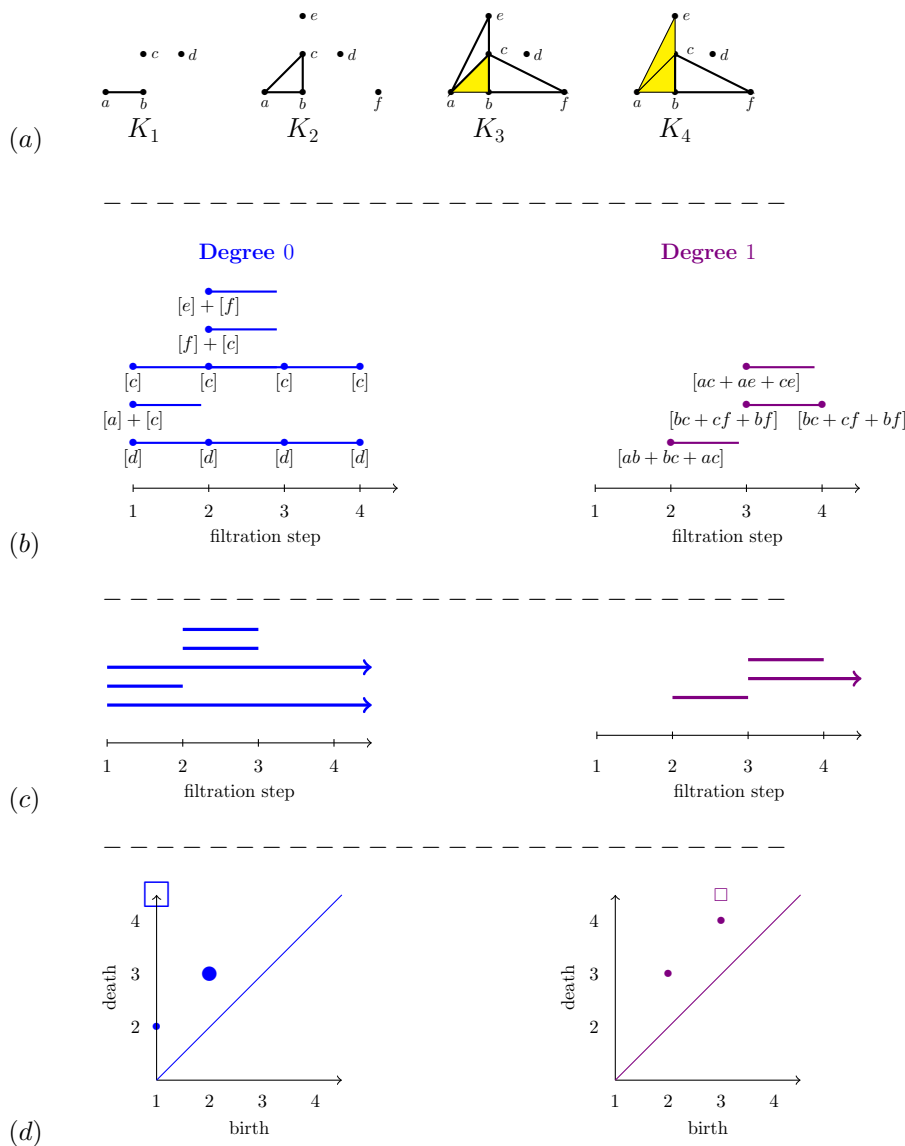 e
c d c d
a b a b f
K₁ K₂
e e
c d c d
a b f a b f
K₃ K₄
(a)
Degree 0
[e] + [f]
[f] + [c]
[c] [c] [c] [c]
[a] + [c]
[d] [d] [d] [d]
1 2 3 4
filtration step
Degree 1
[ac + ae + ce]
[bc + cf + bf] [bc + cf + bf]
[ab + bc + ac]
1 2 3 4
filtration step
(b)
1 2 3 4
filtration step
1 2 3 4
filtration step
(c)
4
3
2
death
1 2 3 4
birth
4
3
2
death
1 2 3 4
birth
(d)